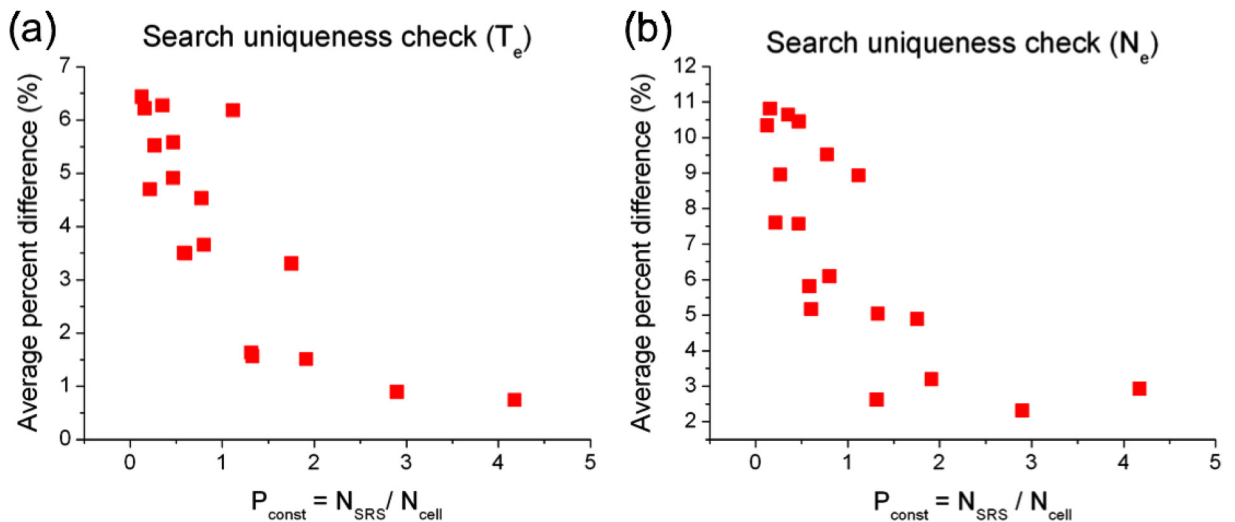 (a)
Search uniqueness check (Te)
Average percent difference (%)
7
6
5
4
3
2
1
0
0 1 2 3 4 5
Pconst = NSRS/ Ncell
(b)
Search uniqueness check (Ne)
Average percent difference (%)
12
11
10
9
8
7
6
5
4
3
2
0 1 2 3 4 5
Pconst = NSRS / Ncell